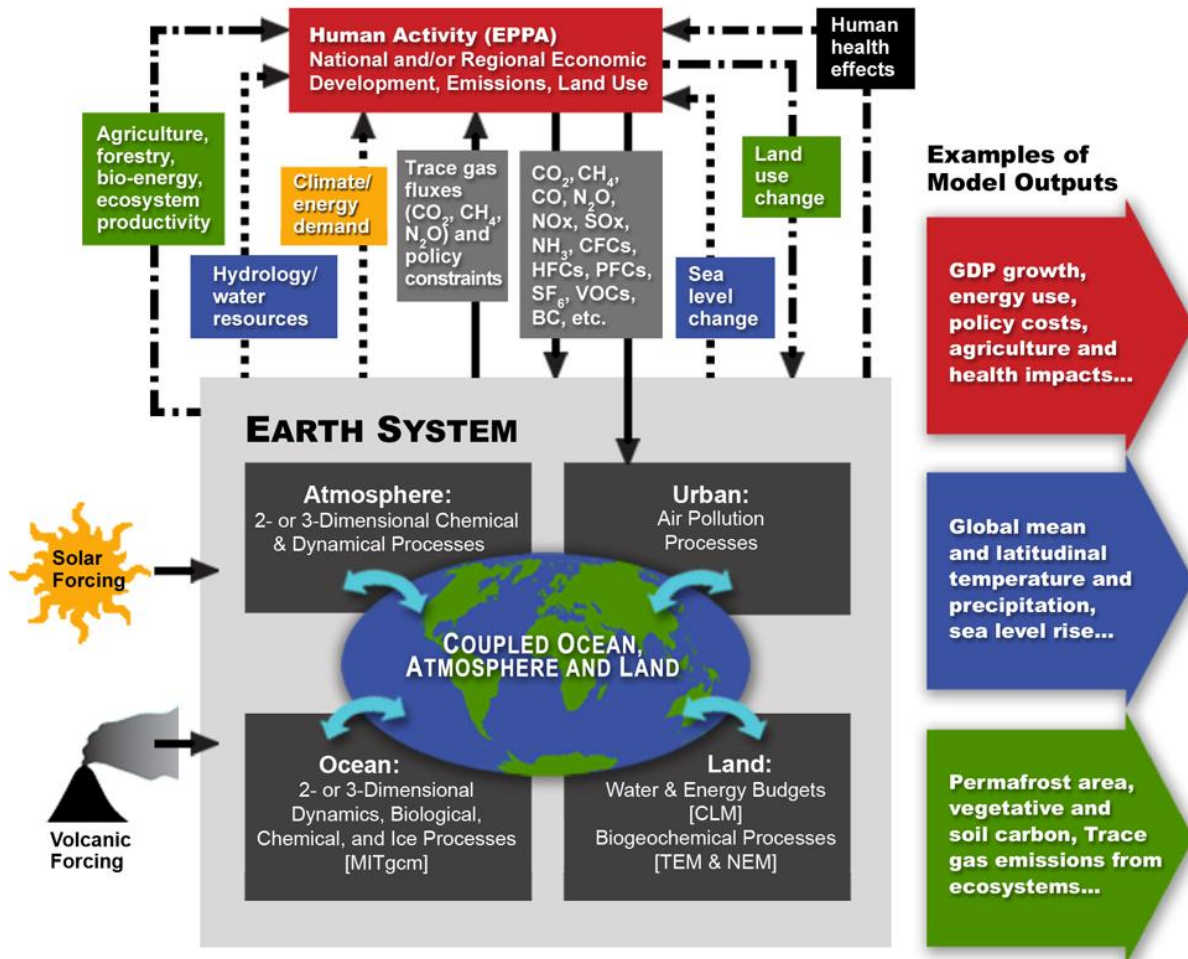 Human Activity (EPPA)
National and/or Regional Economic
Development, Emissions, Land Use
Human
health
effects
Agriculture,
forestry,
bio-energy,
ecosystem
productivity
Hydrology/
water
resources
Climate/
energy
demand
Trace gas
fluxes
(CO₂, CH₄,
N₂O) and
policy
constraints
CO₂, CH₄,
CO, N₂O,
NOx, SOx,
NH₃, CFCs,
HFCs, PFCs,
SF₆, VOCs,
BC, etc.
Sea
level
change
Land
use
change
Examples of
Model Outputs
GDP growth,
energy use,
policy costs,
agriculture and
health impacts...
Global mean
and latitudinal
temperature and
precipitation,
sea level rise...
Permafrost area,
vegetative and
soil carbon, Trace
gas emissions from
ecosystems...
EARTH SYSTEM
Atmosphere:
2- or 3-Dimensional Chemical
& Dynamical Processes
Urban:
Air Pollution
Processes
Solar
Forcing
COUPLED OCEAN,
ATMOSPHERE AND LAND
Volcanic
Forcing
Ocean:
2- or 3-Dimensional
Dynamics, Biological,
Chemical, and Ice Processes
[MITgcm]
Land:
Water & Energy Budgets
[CLM]
Biogeochemical Processes
[TEM & NEM]